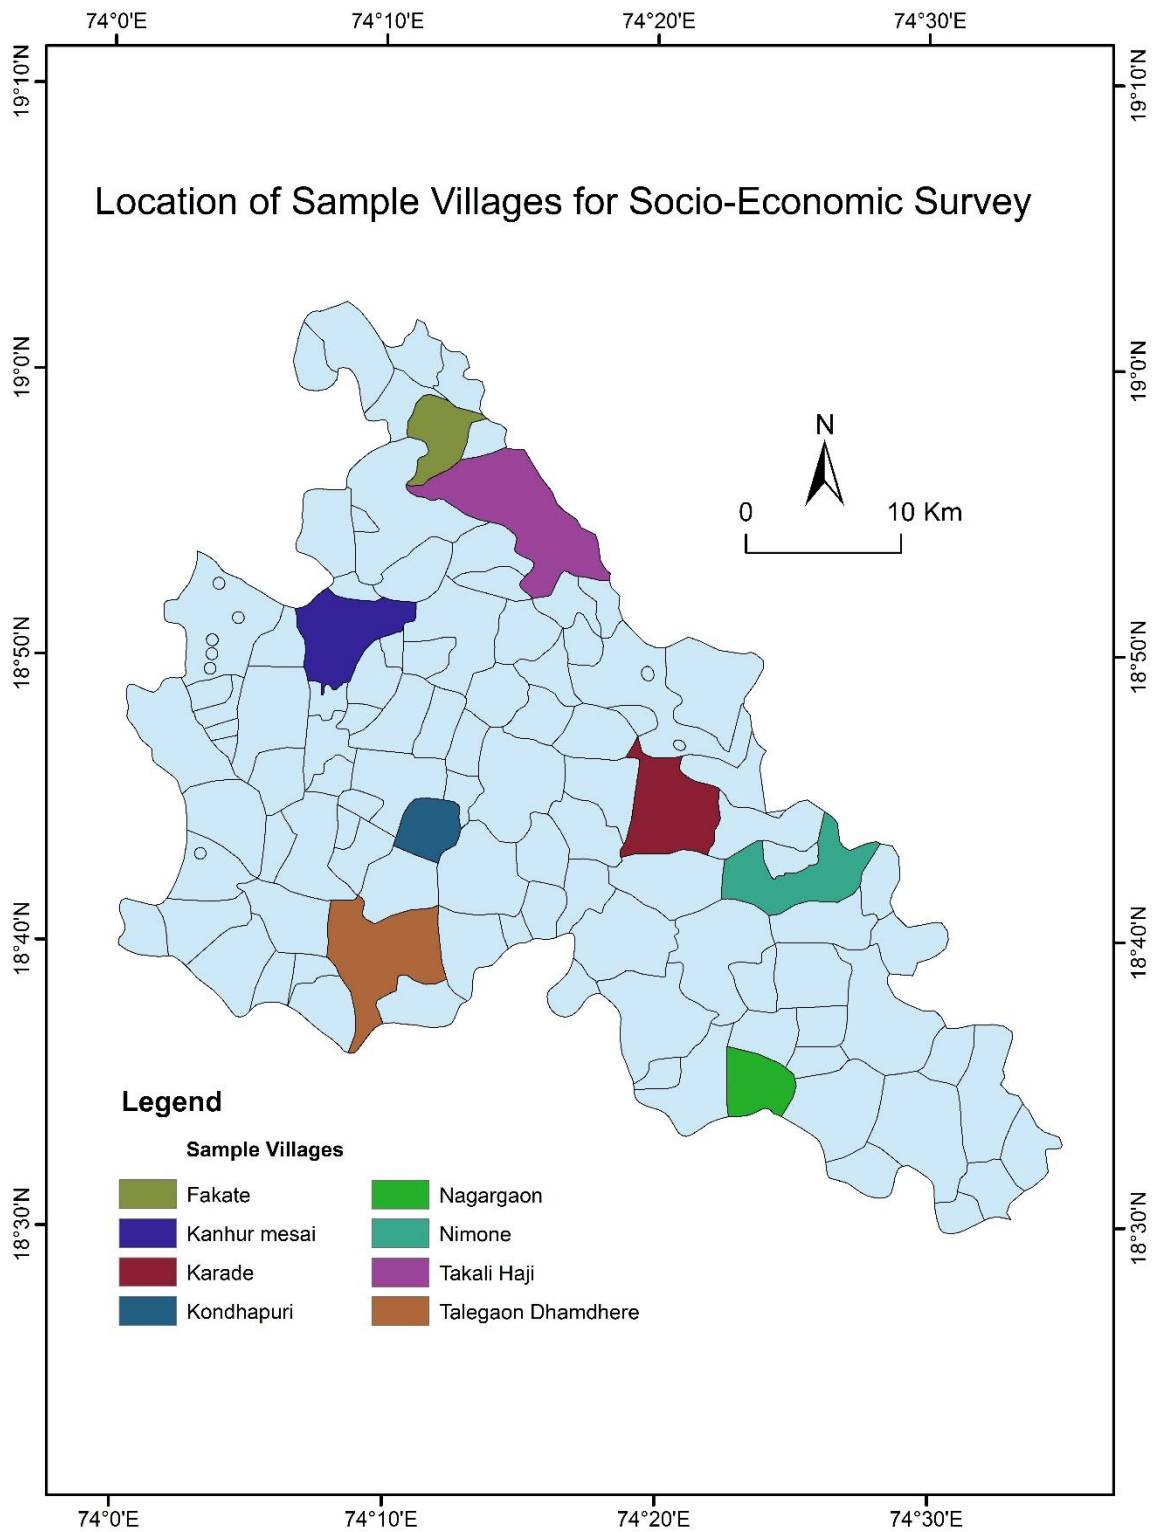 74°0'E 74°10'E 74°20'E 74°30'E
19°10'N 19°10'N
Location of Sample Villages for Socio-Economic Survey
19°0'N 19°0'N
N
0 10 Km
18°50'N 18°50'N
18°40'N 18°40'N
Legend
Sample Villages
Fakate Nagargaon
Kanhur mesai Nimone
Karade Takali Haji
Kondhapuri Talegaon Dhamdhere
18°30'N 18°30'N
74°0'E 74°10'E 74°20'E 74°30'E